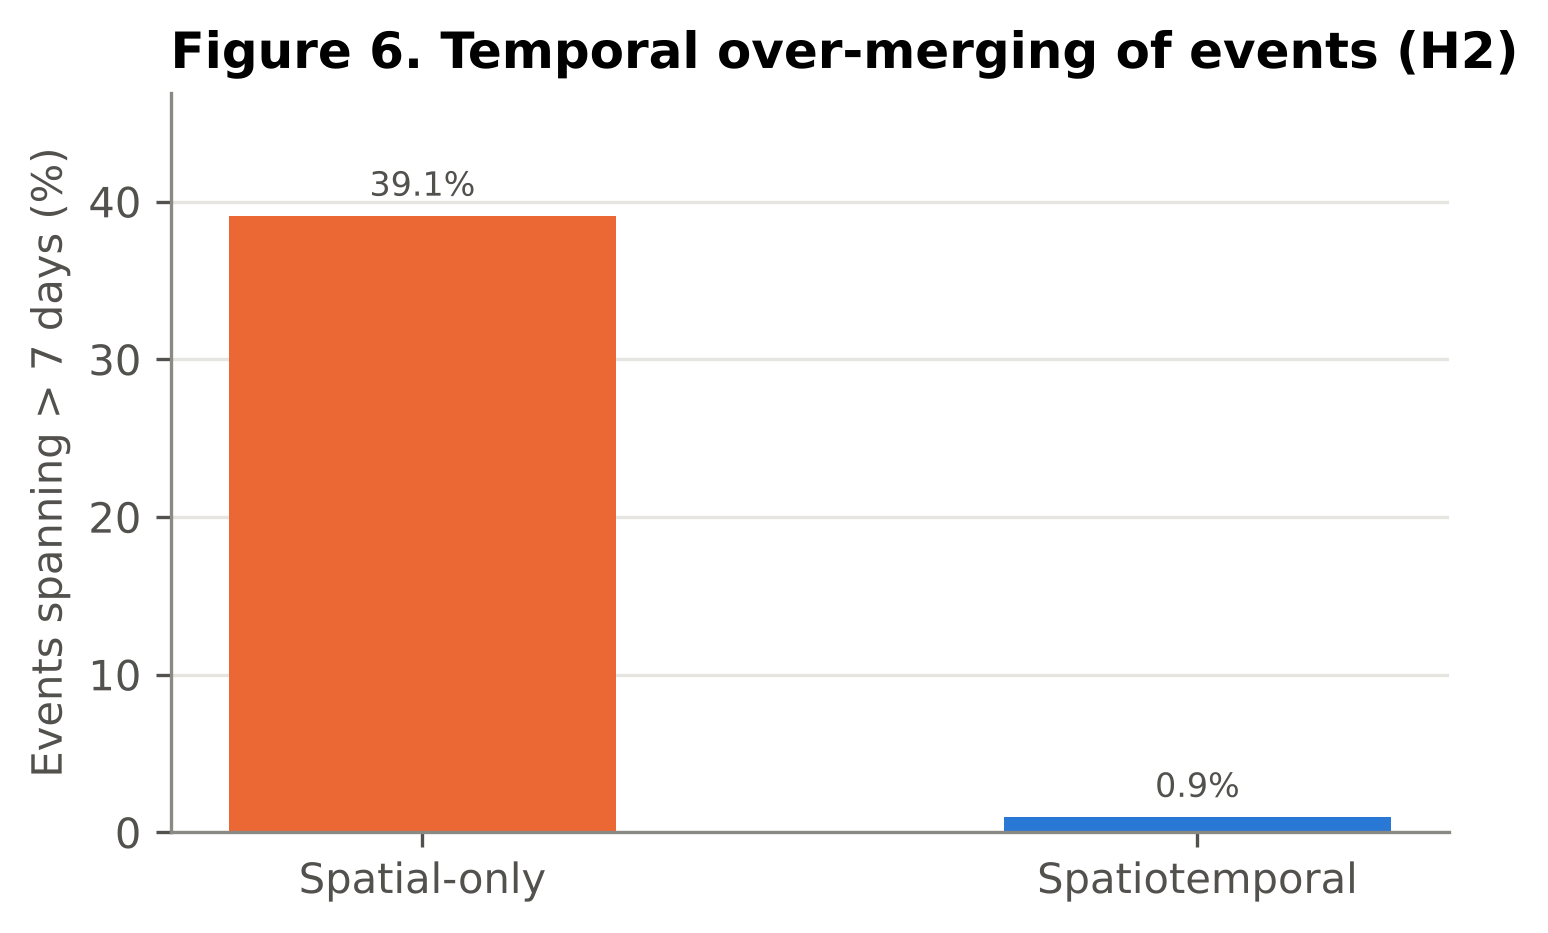 Figure 6. Temporal over-merging of events (H2)
Events spanning > 7 days (%)
40
30
20
10
0
39.1%
0.9%
Spatial-only
Spatiotemporal